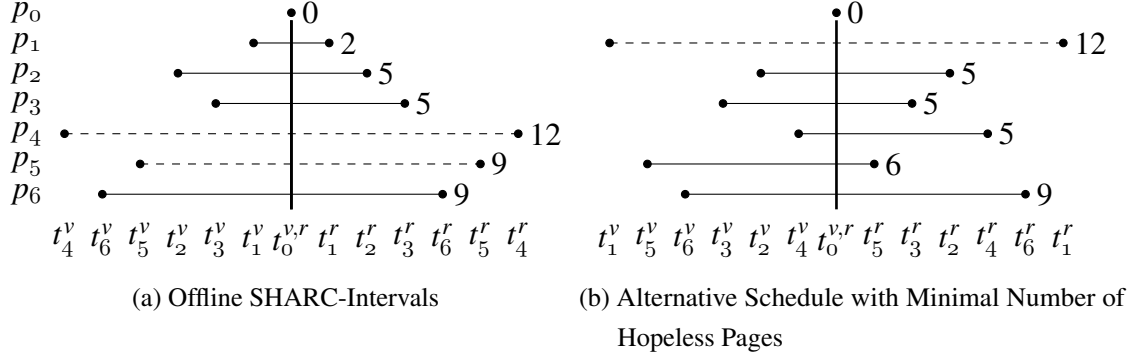 p₀ 0 0
p₁ 2 12
p₂ 5 5
p₃ 5 5
p₄ 12 5
p₅ 9 6
p₆ 9 9
t₄ᵛ t₆ᵛ t₅ᵛ t₂ᵛ t₃ᵛ t₁ᵛ t₀ᵛ,ʳ t₁ʳ t₂ʳ t₃ʳ t₆ʳ t₅ʳ t₄ʳ t₁ᵛ t₅ᵛ t₆ᵛ t₃ᵛ t₂ᵛ t₄ᵛ t₀ᵛ,ʳ t₅ʳ t₃ʳ t₂ʳ t₄ʳ t₆ʳ t₁ʳ
(a) Offline SHARC-Intervals
(b) Alternative Schedule with Minimal Number of
Hopeless Pages